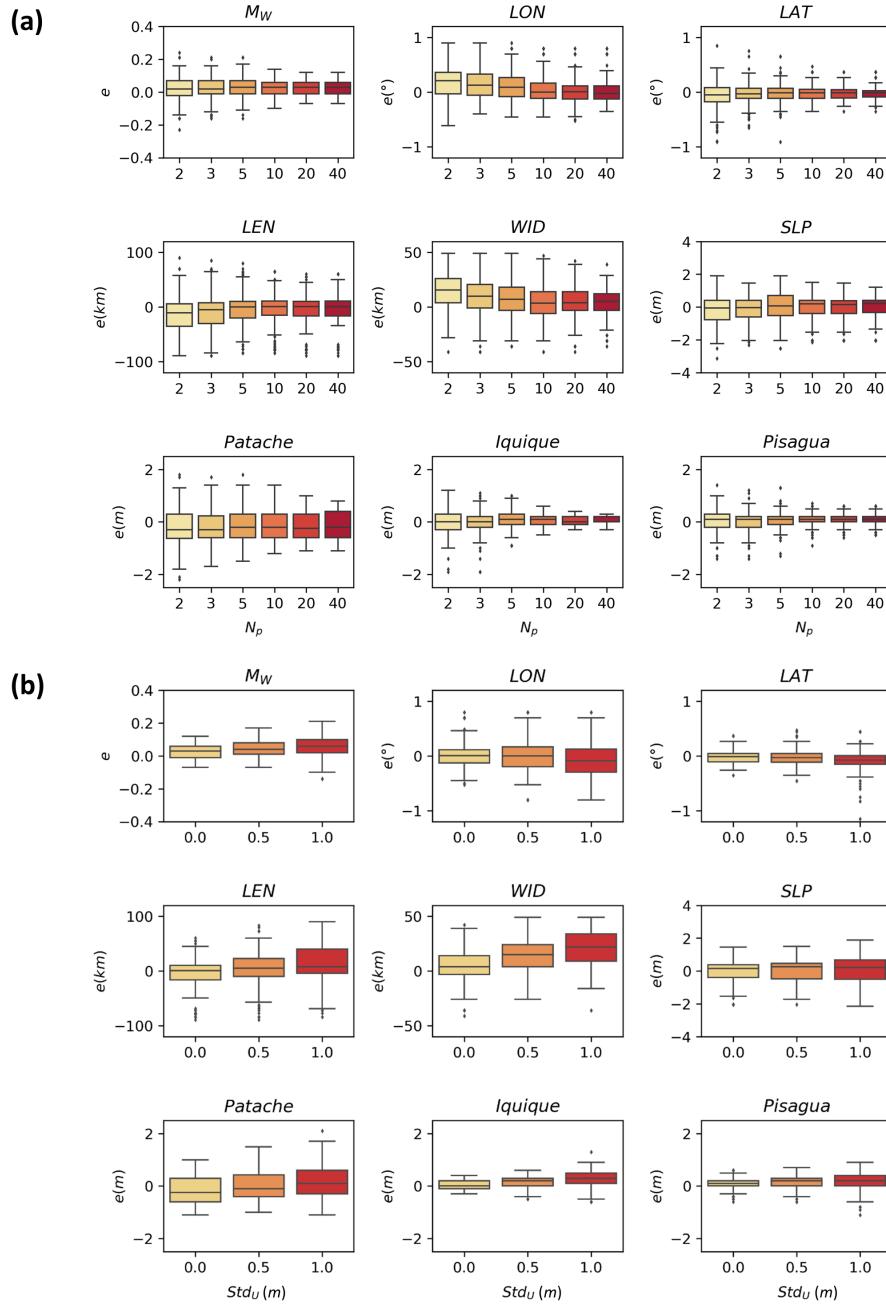 (a)
M_W LON LAT
0.4 0.2 0.0 −0.2 −0.4 e 1 0 −1 e(°) 1 0 −1 e(°)
2 3 5 10 20 40 2 3 5 10 20 40 2 3 5 10 20 40
LEN WID SLP
100 0 −100 e(km) 50 0 −50 e(km) 4 2 0 −2 −4 e(m)
2 3 5 10 20 40 2 3 5 10 20 40 2 3 5 10 20 40
Patache Iquique Pisagua
2 0 −2 e(m) 2 0 −2 e(m) 2 0 −2 e(m)
2 3 5 10 20 40 2 3 5 10 20 40 2 3 5 10 20 40
N_p N_p
(b)
M_W LON LAT
0.4 0.2 0.0 −0.2 −0.4 e 1 0 −1 e(°) 1 0 −1 e(°)
0.0 0.5 1.0 0.0 0.5 1.0 0.0 0.5 1.0
LEN WID SLP
100 0 −100 e(km) 50 0 −50 e(km) 4 2 0 −2 −4 e(m)
0.0 0.5 1.0 0.0 0.5 1.0 0.0 0.5 1.0
Patache Iquique Pisagua
2 0 −2 e(m) 2 0 −2 e(m) 2 0 −2 e(m)
0.0 0.5 1.0 0.0 0.5 1.0 0.0 0.5 1.0
Std_U (m) Std_U (m)